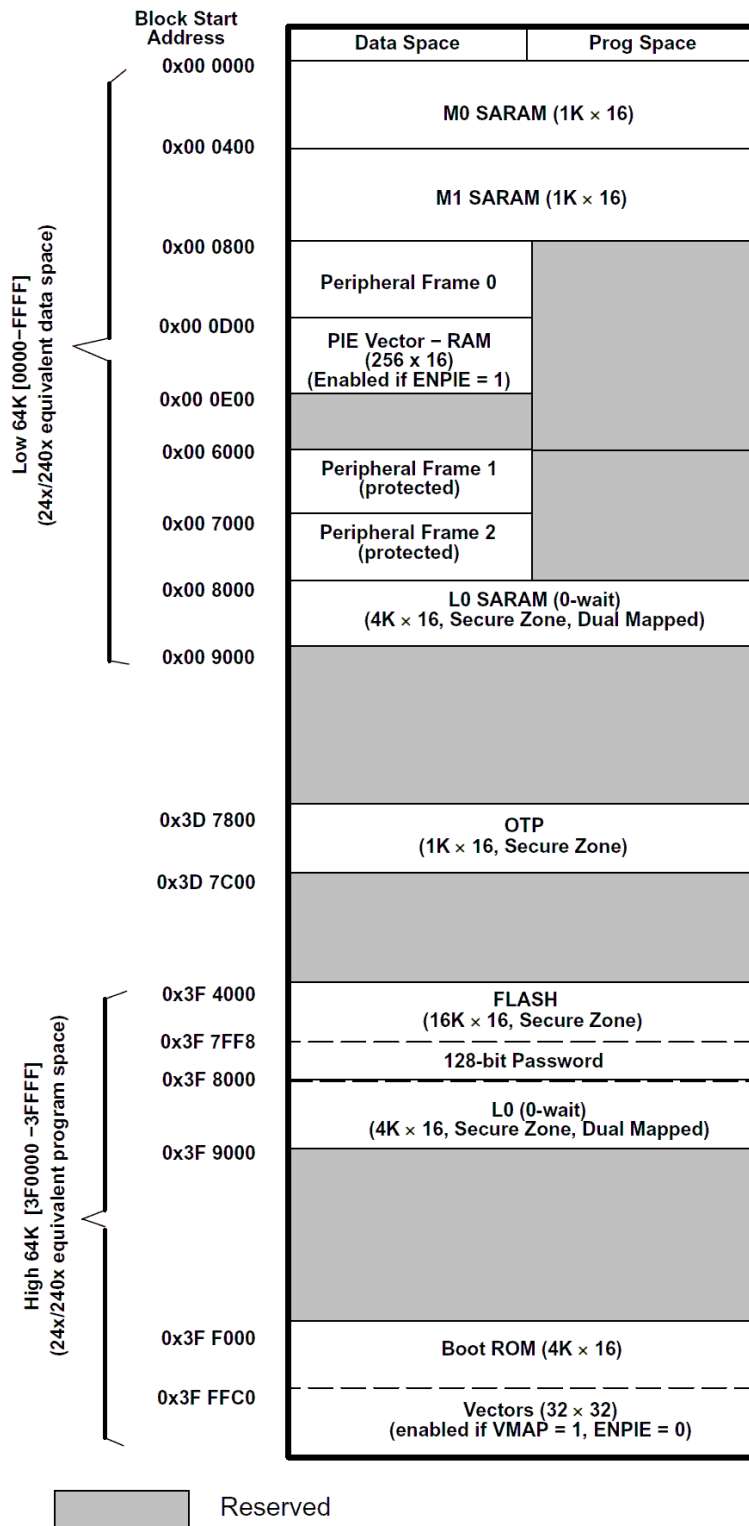 Block Start
Address
Data Space
Prog Space
0x00 0000
M0 SARAM (1K × 16)
0x00 0400
M1 SARAM (1K × 16)
0x00 0800
Peripheral Frame 0
0x00 0D00
PIE Vector − RAM
(256 x 16)
(Enabled if ENPIE = 1)
0x00 0E00
0x00 6000
Peripheral Frame 1
(protected)
0x00 7000
Peripheral Frame 2
(protected)
0x00 8000
L0 SARAM (0-wait)
(4K × 16, Secure Zone, Dual Mapped)
0x00 9000
Low 64K [0000−FFFF]
(24x/240x equivalent data space)
0x3D 7800
OTP
(1K × 16, Secure Zone)
0x3D 7C00
0x3F 4000
FLASH
(16K × 16, Secure Zone)
0x3F 7FF8
128-bit Password
0x3F 8000
L0 (0-wait)
(4K × 16, Secure Zone, Dual Mapped)
0x3F 9000
High 64K [3F0000 −3FFFF]
(24x/240x equivalent program space)
0x3F F000
Boot ROM (4K × 16)
0x3F FFC0
Vectors (32 × 32)
(enabled if VMAP = 1, ENPIE = 0)
Reserved